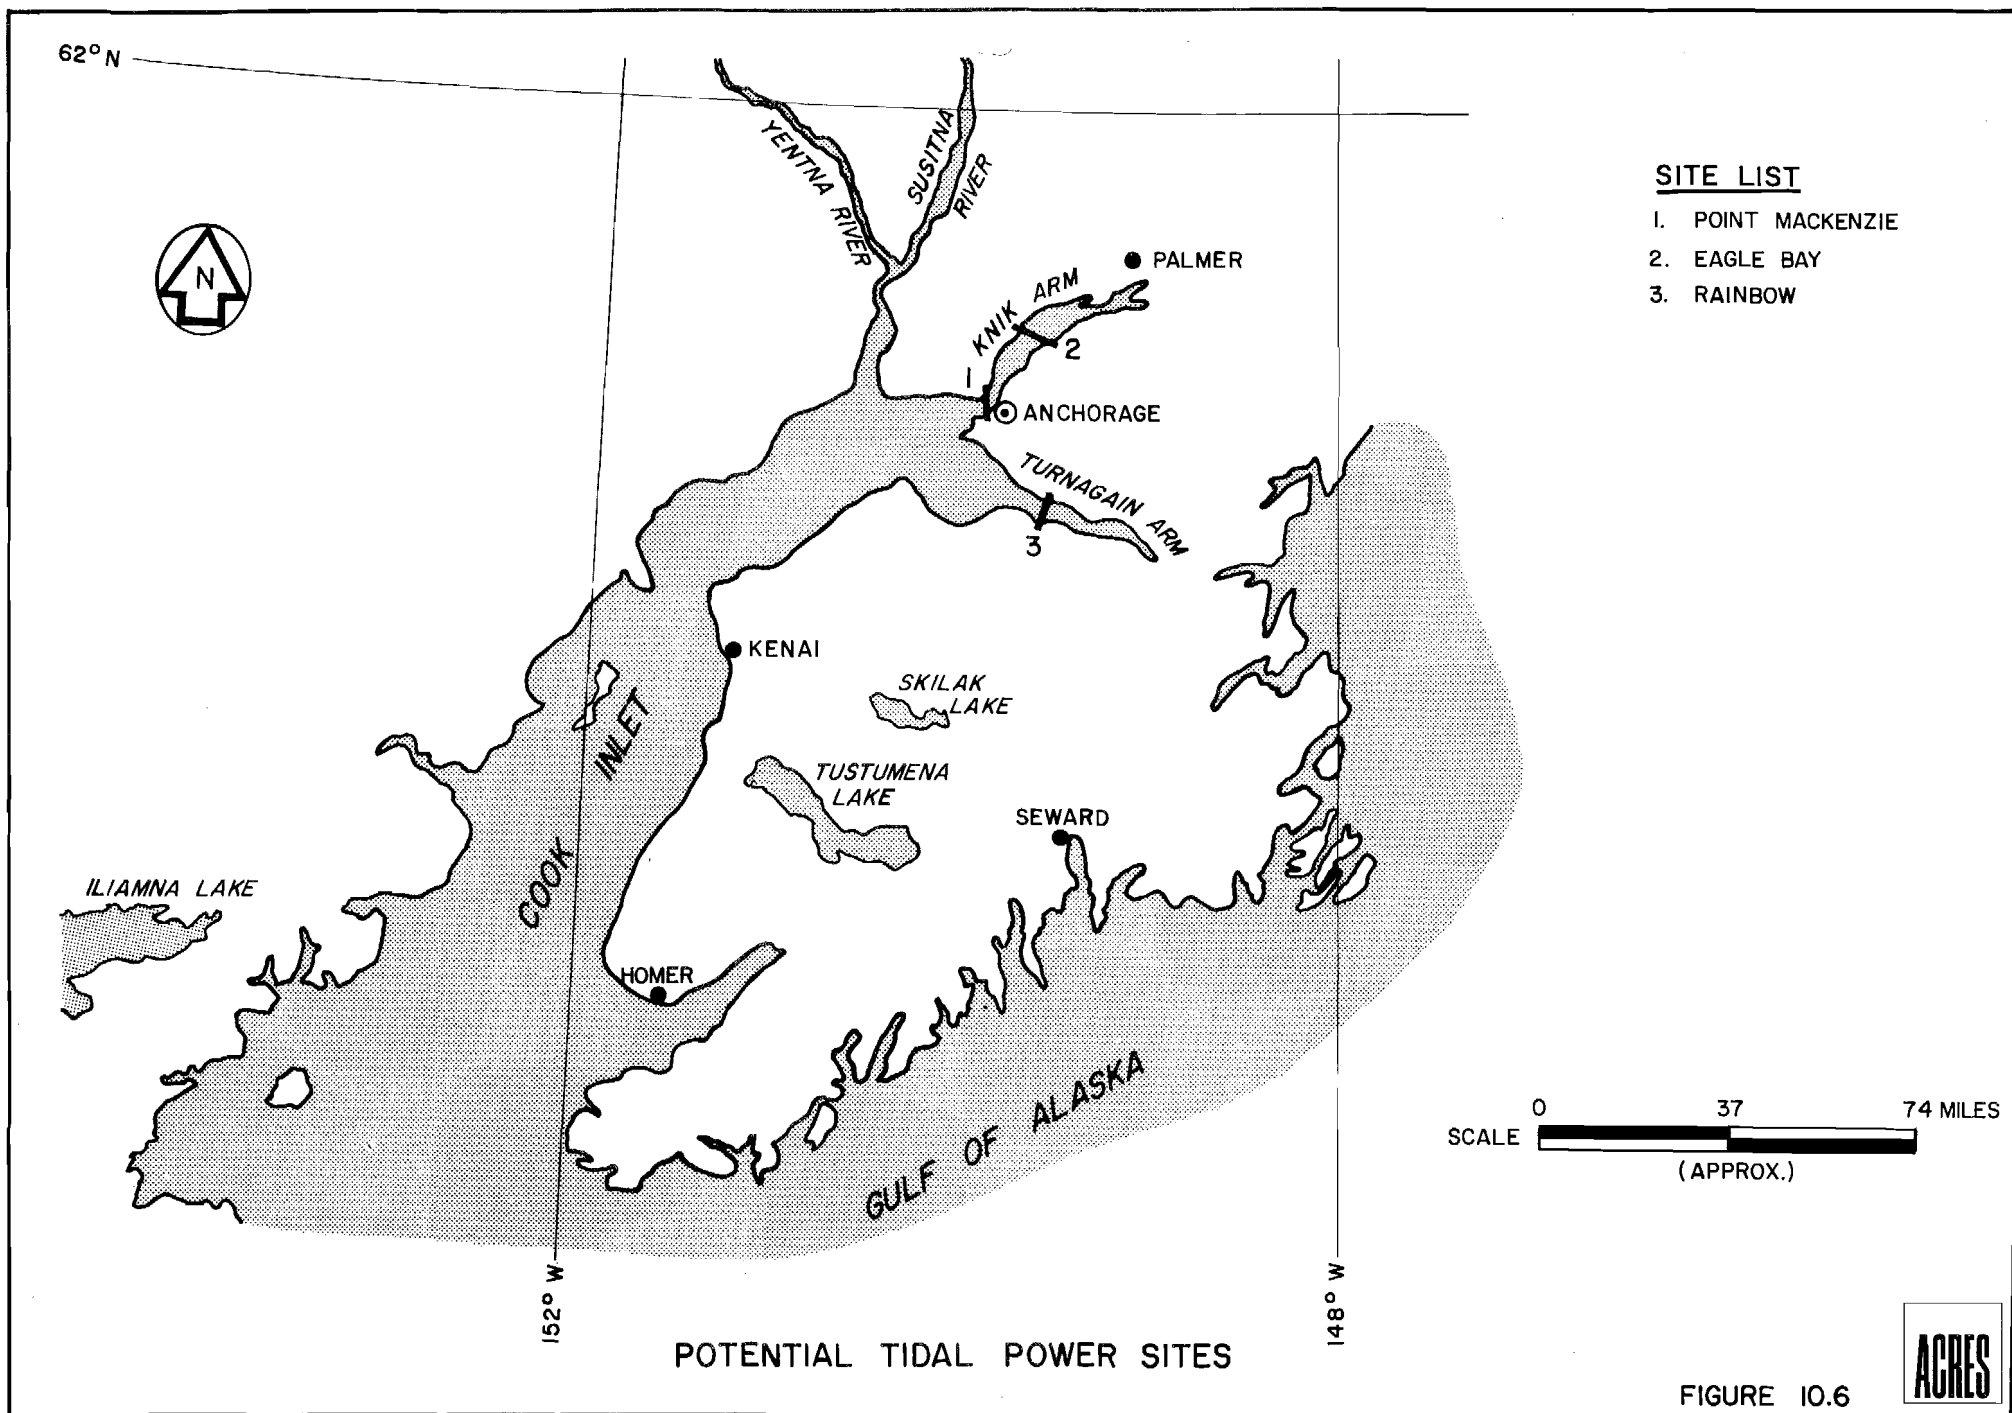 62° N
YENTNA RIVER
SUSITNA
RIVER
N
SITE LIST
1. POINT MACKENZIE
2. EAGLE BAY
3. RAINBOW
PALMER
KNIK ARM
2
1
ANCHORAGE
TURNAGAIN ARM
3
KENAI
SKILAK
LAKE
COOK INLET
TUSTUMENA
LAKE
SEWARD
ILIAMNA LAKE
HOMER
GULF OF ALASKA
0 37 74 MILES
SCALE
(APPROX.)
152° W
148° W
POTENTIAL TIDAL POWER SITES
FIGURE 10.6
ACRES